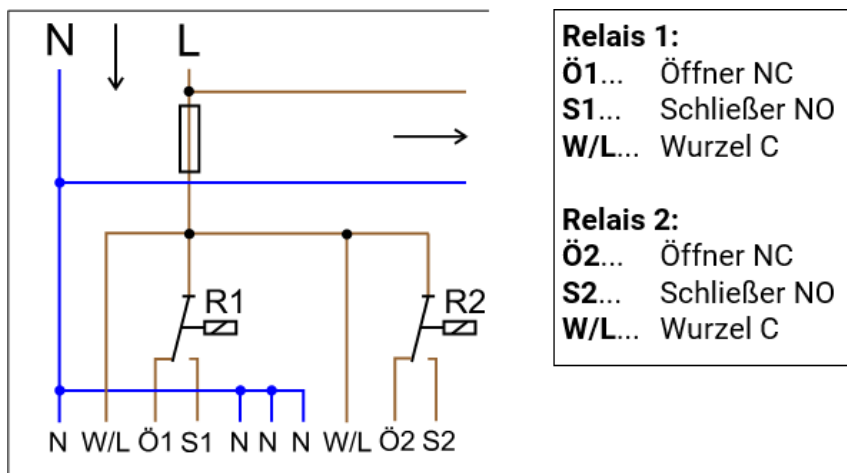 N L
R1 R2
N W/L Ö1 S1 N N N W/L Ö2 S2
Relais 1:
Ö1... Öffner NC
S1... Schließer NO
W/L... Wurzel C
Relais 2:
Ö2... Öffner NC
S2... Schließer NO
W/L... Wurzel C